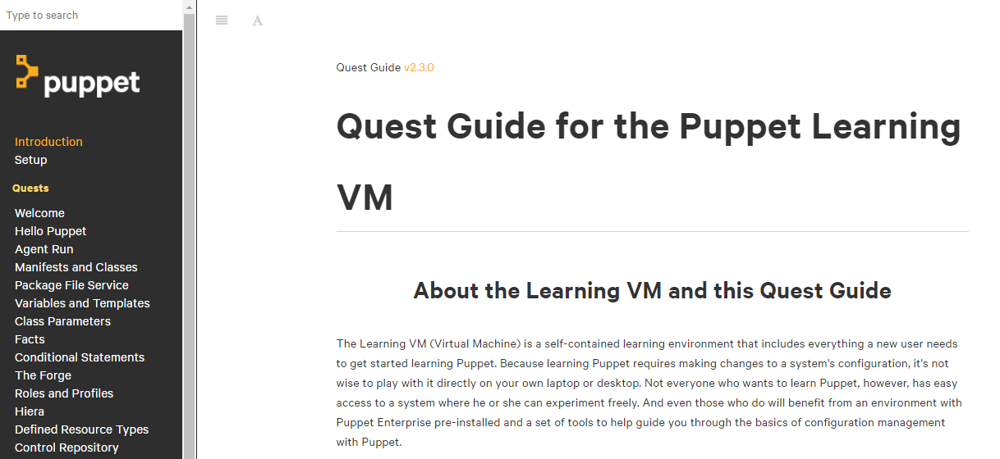 Type to search
puppet
Introduction
Setup
Quests
Welcome
Hello Puppet
Agent Run
Manifests and Classes
Package File Service
Variables and Templates
Class Parameters
Facts
Conditional Statements
The Forge
Roles and Profiles
Hiera
Defined Resource Types
Control Repository
A
Quest Guide v2.3.0
Quest Guide for the Puppet Learning
VM
About the Learning VM and this Quest Guide
The Learning VM (Virtual Machine) is a self-contained learning environment that includes everything a new user needs
to get started learning Puppet. Because learning Puppet requires making changes to a system's configuration, it's not
wise to play with it directly on your own laptop or desktop. Not everyone who wants to learn Puppet, however, has easy
access to a system where he or she can experiment freely. And even those who do will benefit from an environment with
Puppet Enterprise pre-installed and a set of tools to help guide you through the basics of configuration management
with Puppet.